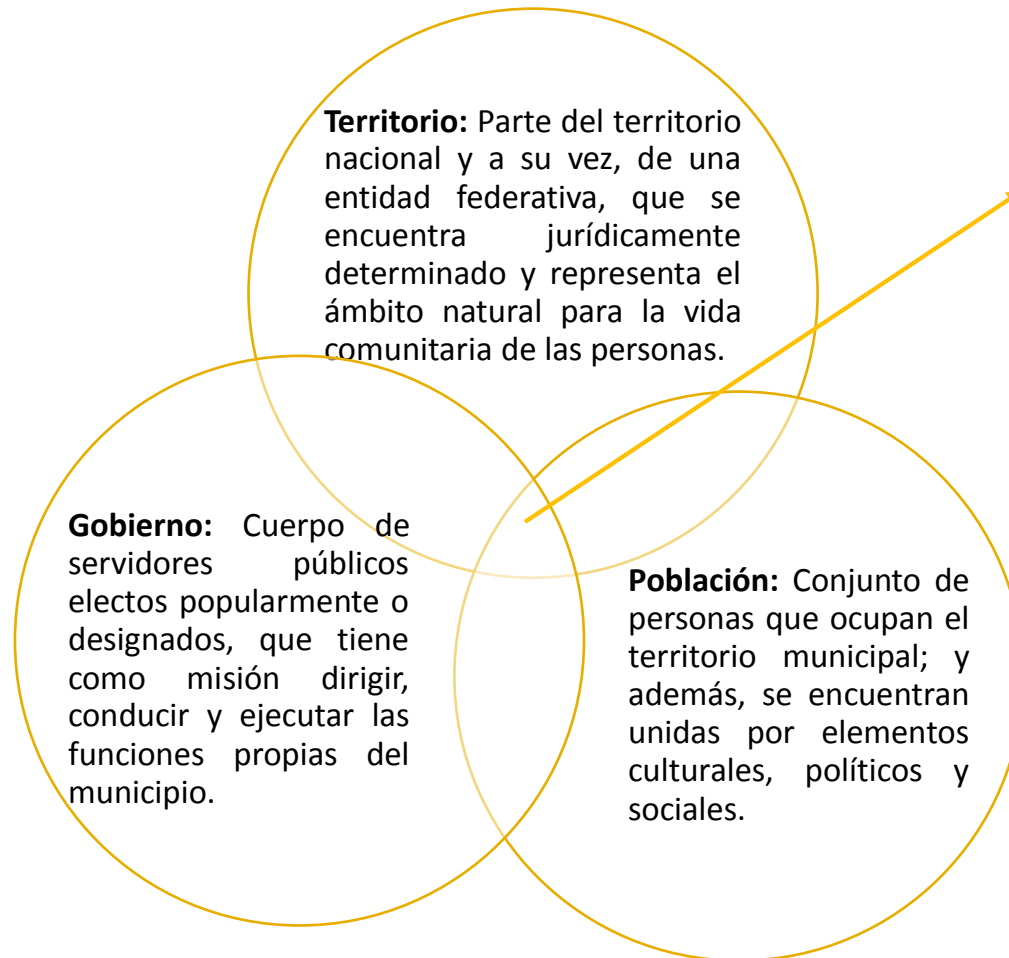 Territorio: Parte del territorio
nacional y a su vez, de una
entidad federativa, que se
encuentra jurídicamente
determinado y representa el
ámbito natural para la vida
comunitaria de las personas.
Gobierno: Cuerpo de
servidores públicos
electos popularmente o
designados, que tiene
como misión dirigir,
conducir y ejecutar las
funciones propias del
municipio.
Población: Conjunto de
personas que ocupan el
territorio municipal; y
además, se encuentran
unidas por elementos
culturales, políticos y
sociales.